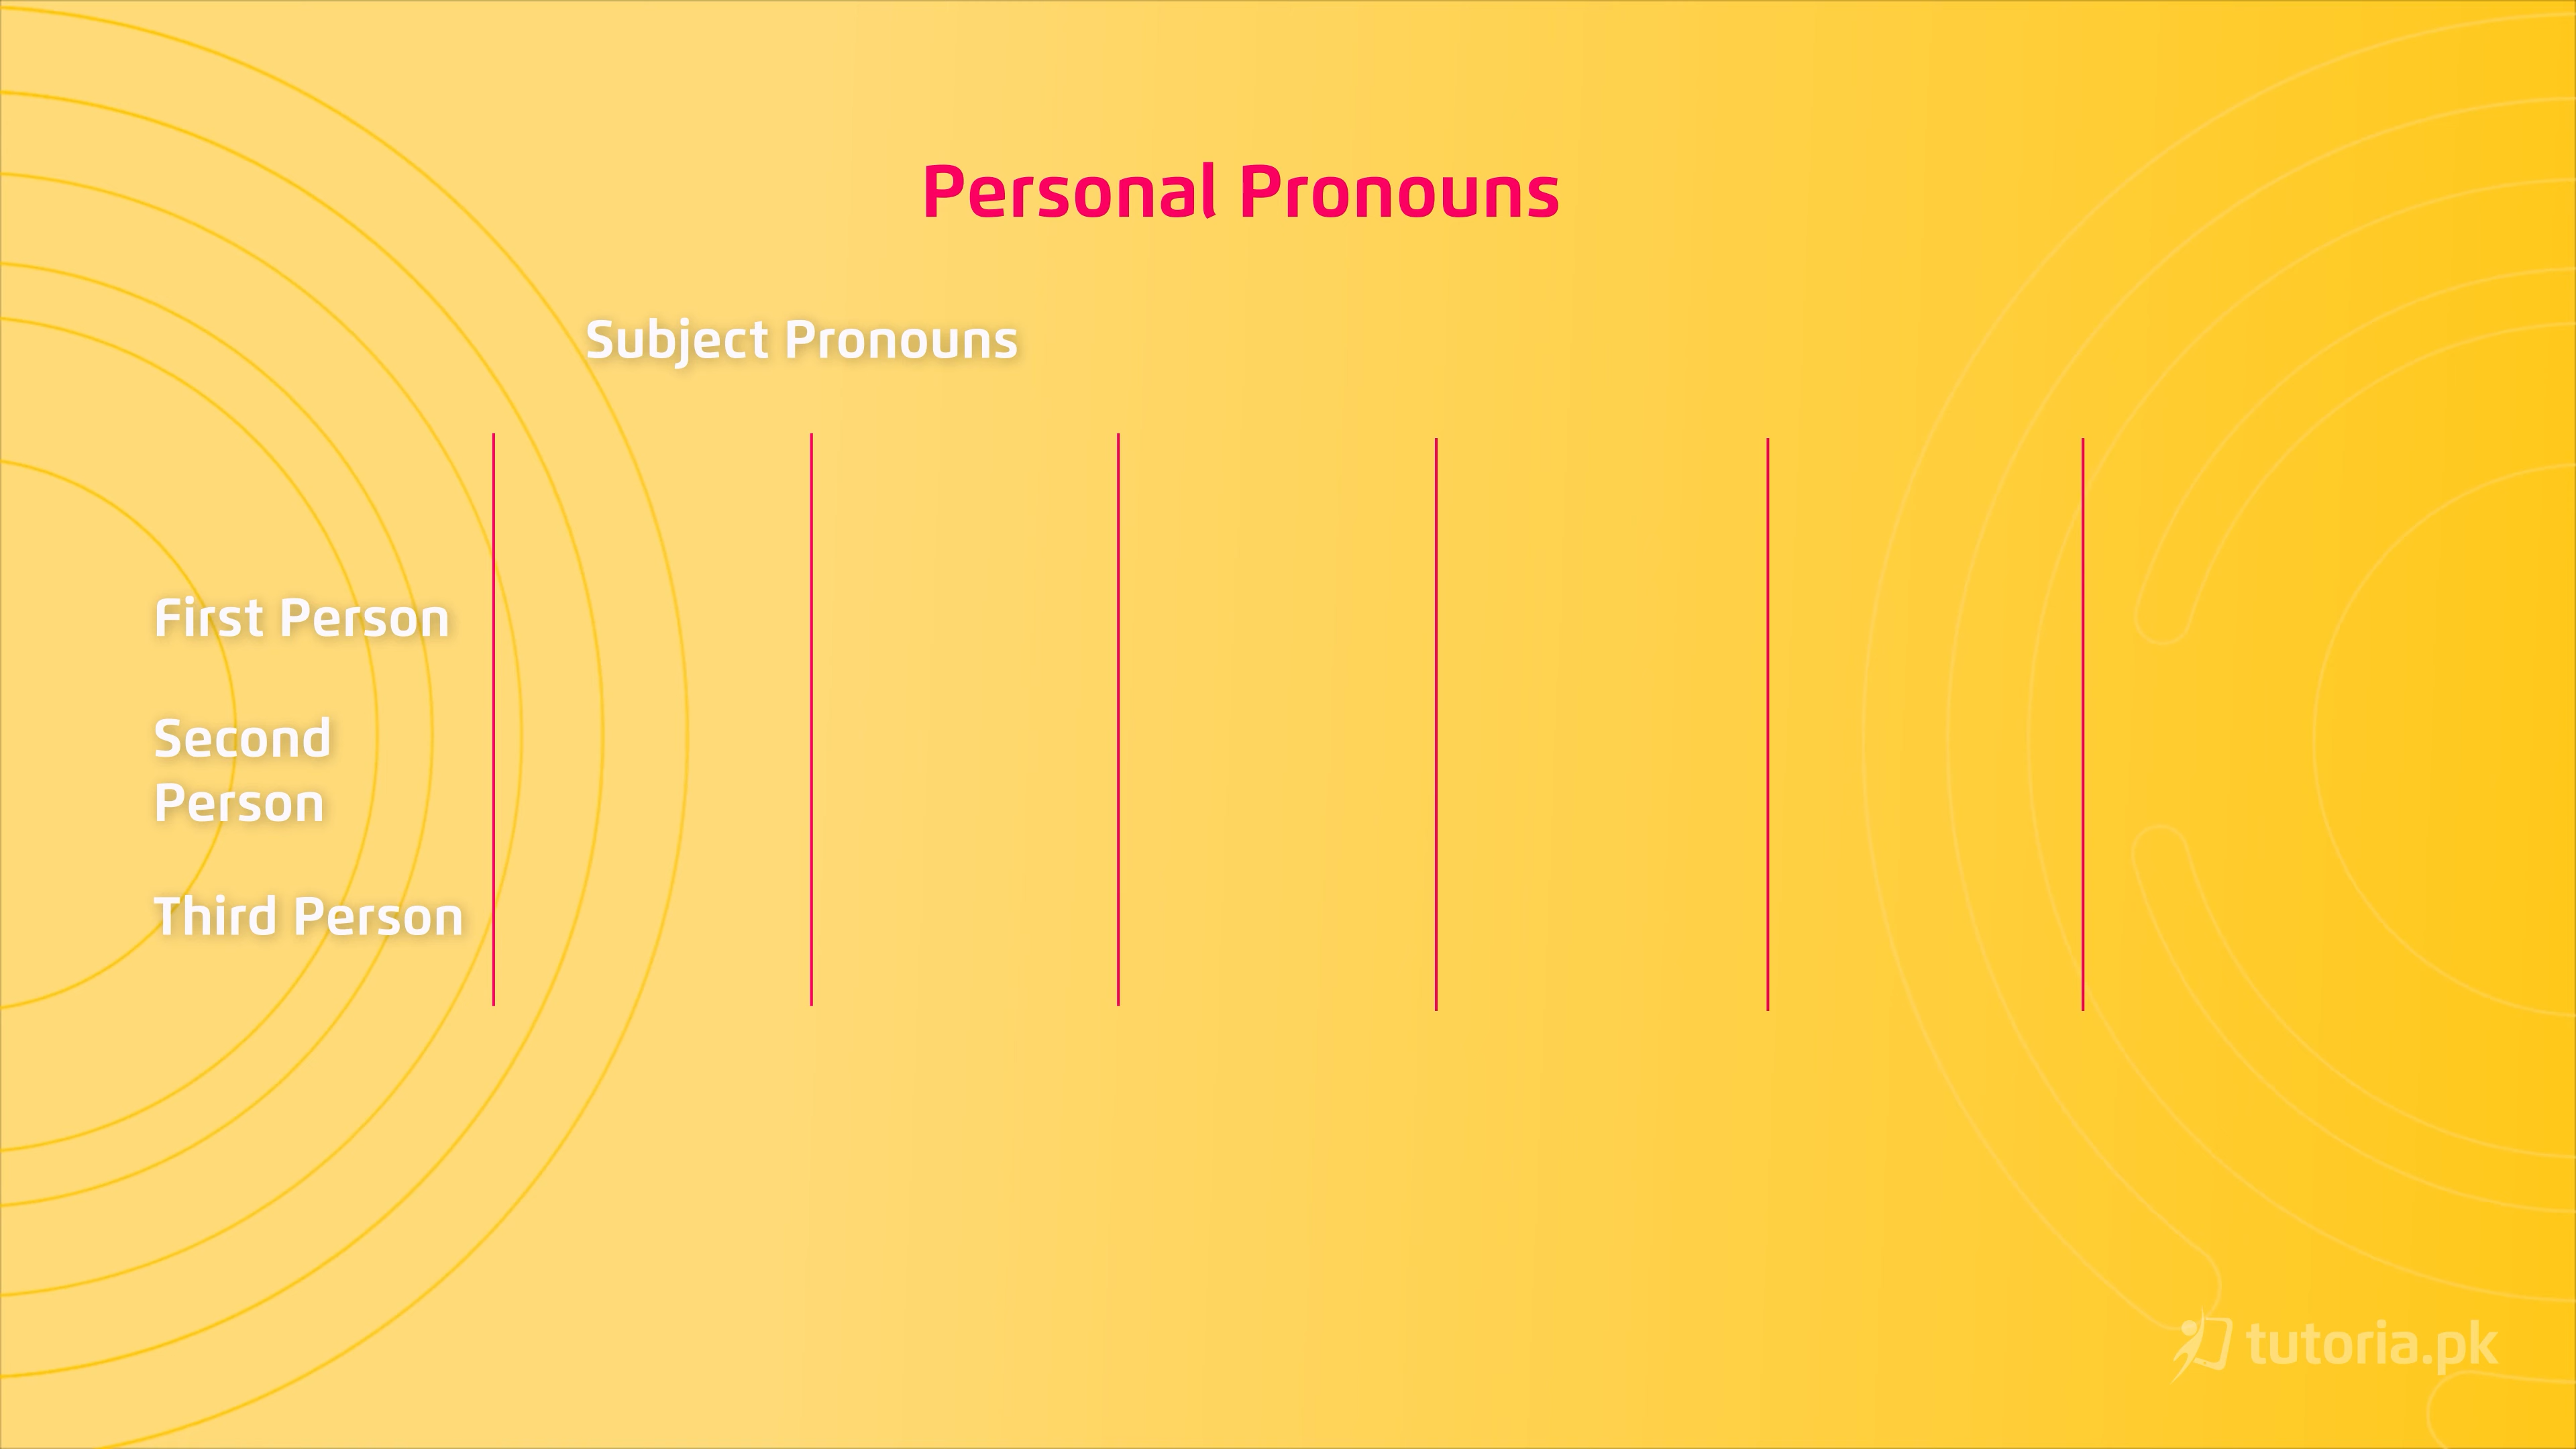 Personal Pronouns
Subject Pronouns
First Person
Second
Person
Third Person
tutoria.pk